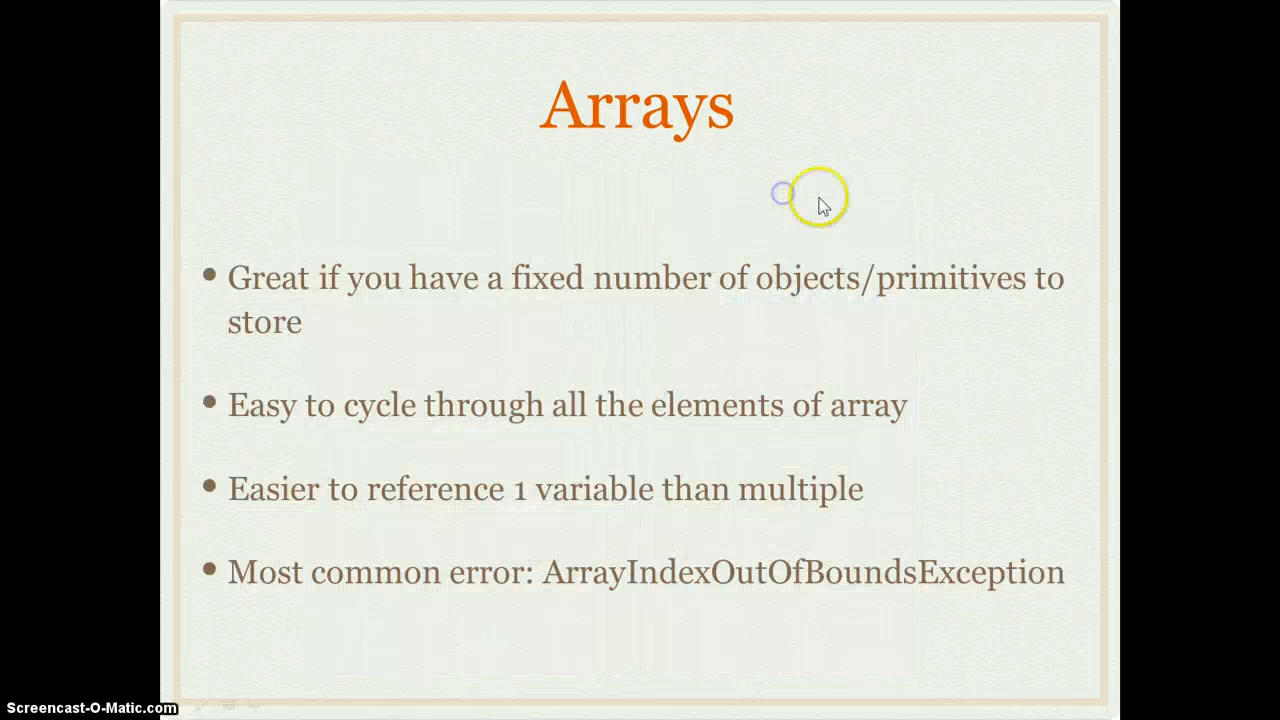 Arrays
• Great if you have a fixed number of objects/primitives to
store
• Easy to cycle through all the elements of array
• Easier to reference 1 variable than multiple
• Most common error: ArrayIndexOutOfBoundsException
Screencast-O-Matic.com